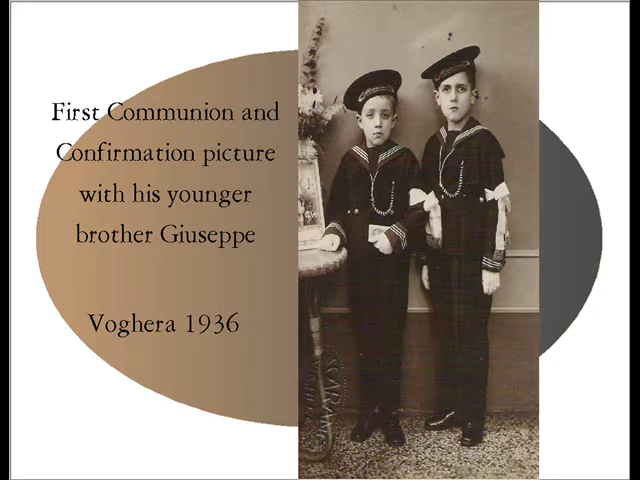 First Communion and
Confirmation picture
with his younger
brother Giuseppe
Voghera 1936